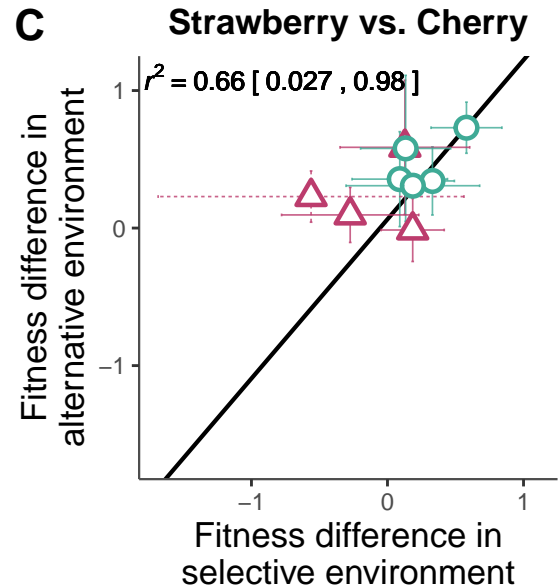 C Strawberry vs. Cherry
r² = 0.66 [ 0.027 , 0.98 ]
1
0
−1
Fitness difference in
alternative environment
−1 0 1
Fitness difference in
selective environment